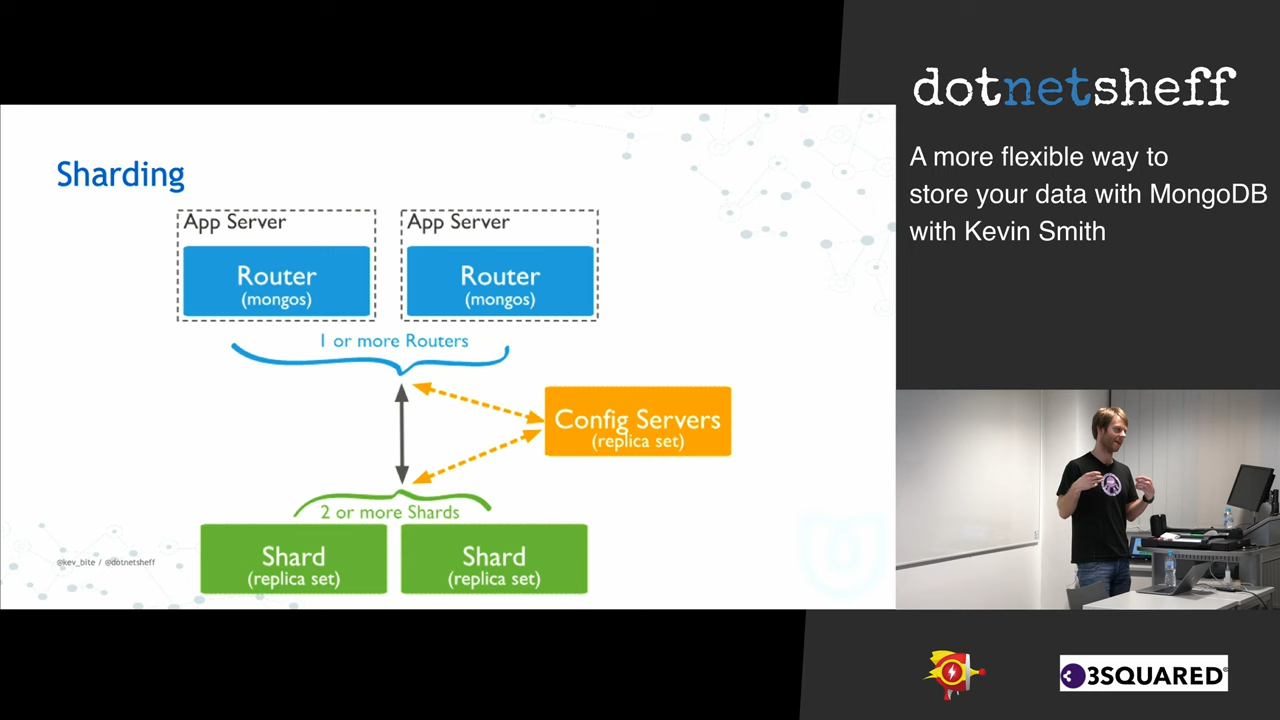 Sharding
App Server
App Server
Router
(mongos)
Router
(mongos)
1 or more Routers
Config Servers
(replica set)
2 or more Shards
Shard
(replica set)
Shard
(replica set)
@kev_bite / @dotnetsheff
dotnetsheff
A more flexible way to
store your data with MongoDB
with Kevin Smith
3SQUARED